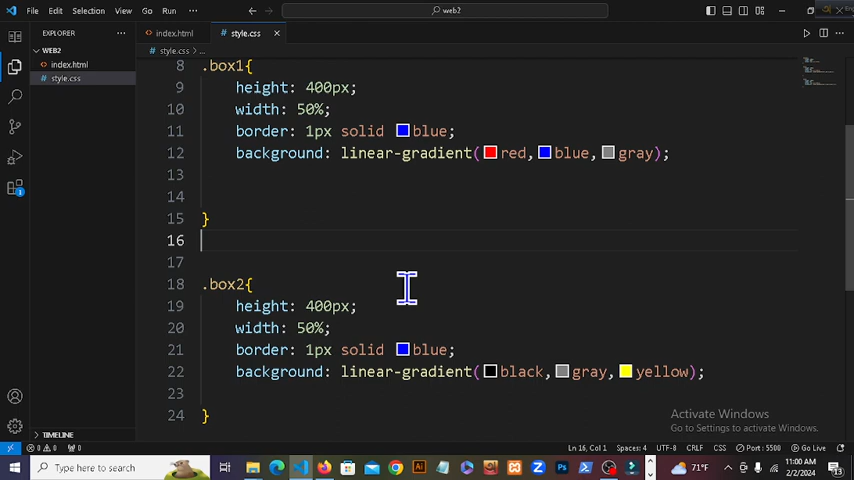 File Edit Selection View Go Run ··· web2
EXPLORER ···
index.html style.css ×
WEB2
style.css > ...
index.html
style.css
8 .box1{
9 height: 400px;
10 width: 50%;
11 border: 1px solid blue;
12 background: linear-gradient(red,blue,gray);
13
14
15 }
16
17
18 .box2{
19 height: 400px;
20 width: 50%;
21 border: 1px solid blue;
22 background: linear-gradient(black,gray,yellow);
23
24 }
1
Activate Windows
Go to Settings to activate Windows.
TIMELINE
0 0 0 Ln 16, Col 1 Spaces: 4 UTF-8 CRLF CSS Port : 5500 Go Live
Type here to search 71°F 11:00 AM
2/2/2024 13